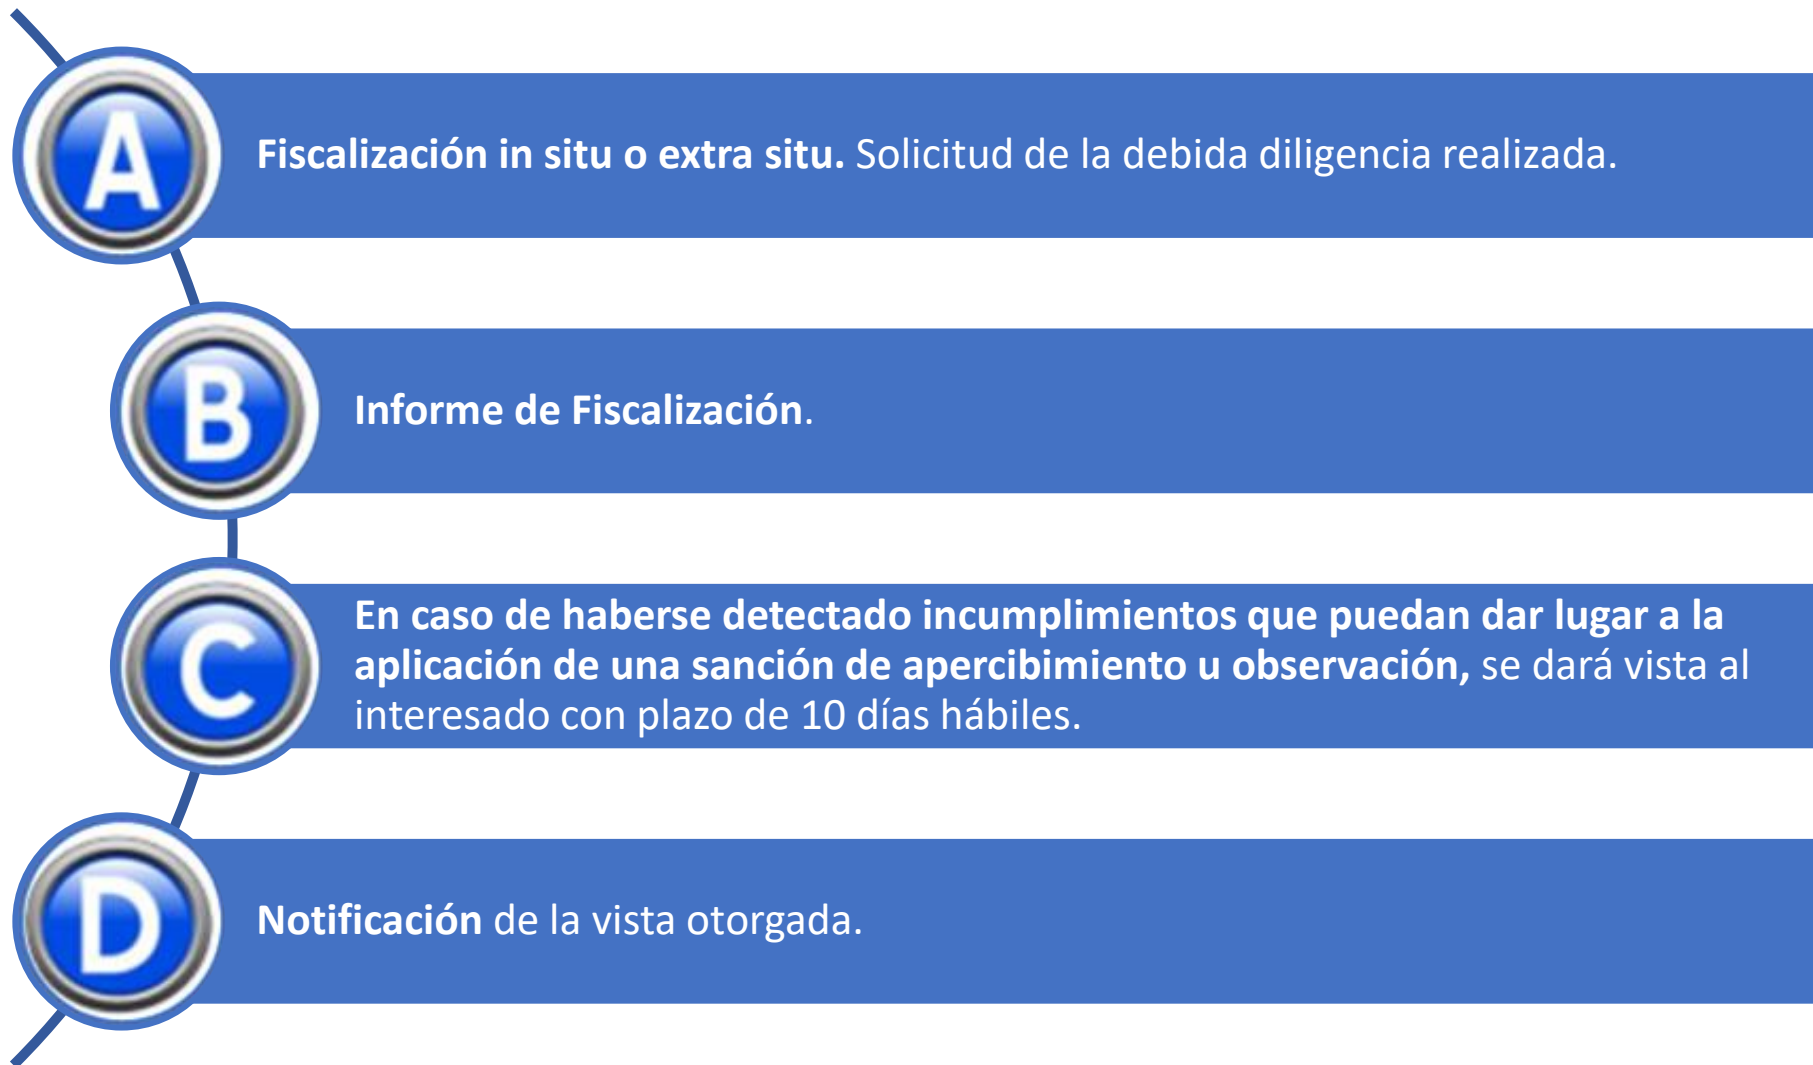 A
Fiscalización in situ o extra situ. Solicitud de la debida diligencia realizada.
B
Informe de Fiscalización.
C
En caso de haberse detectado incumplimientos que puedan dar lugar a la
aplicación de una sanción de apercibimiento u observación, se dará vista al
interesado con plazo de 10 días hábiles.
D
Notificación de la vista otorgada.